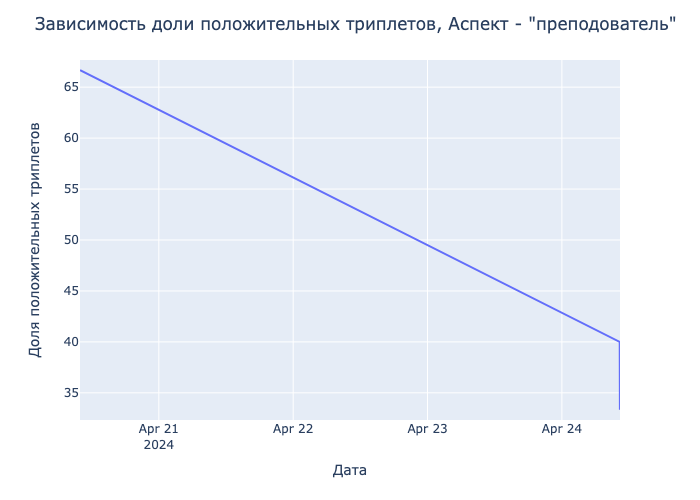 Зависимость доли положительных триплетов, Аспект - "преподователь"
65
60
55
50
45
40
35
Доля положительных триплетов
Apr 21
2024
Apr 22
Apr 23
Apr 24
Дата